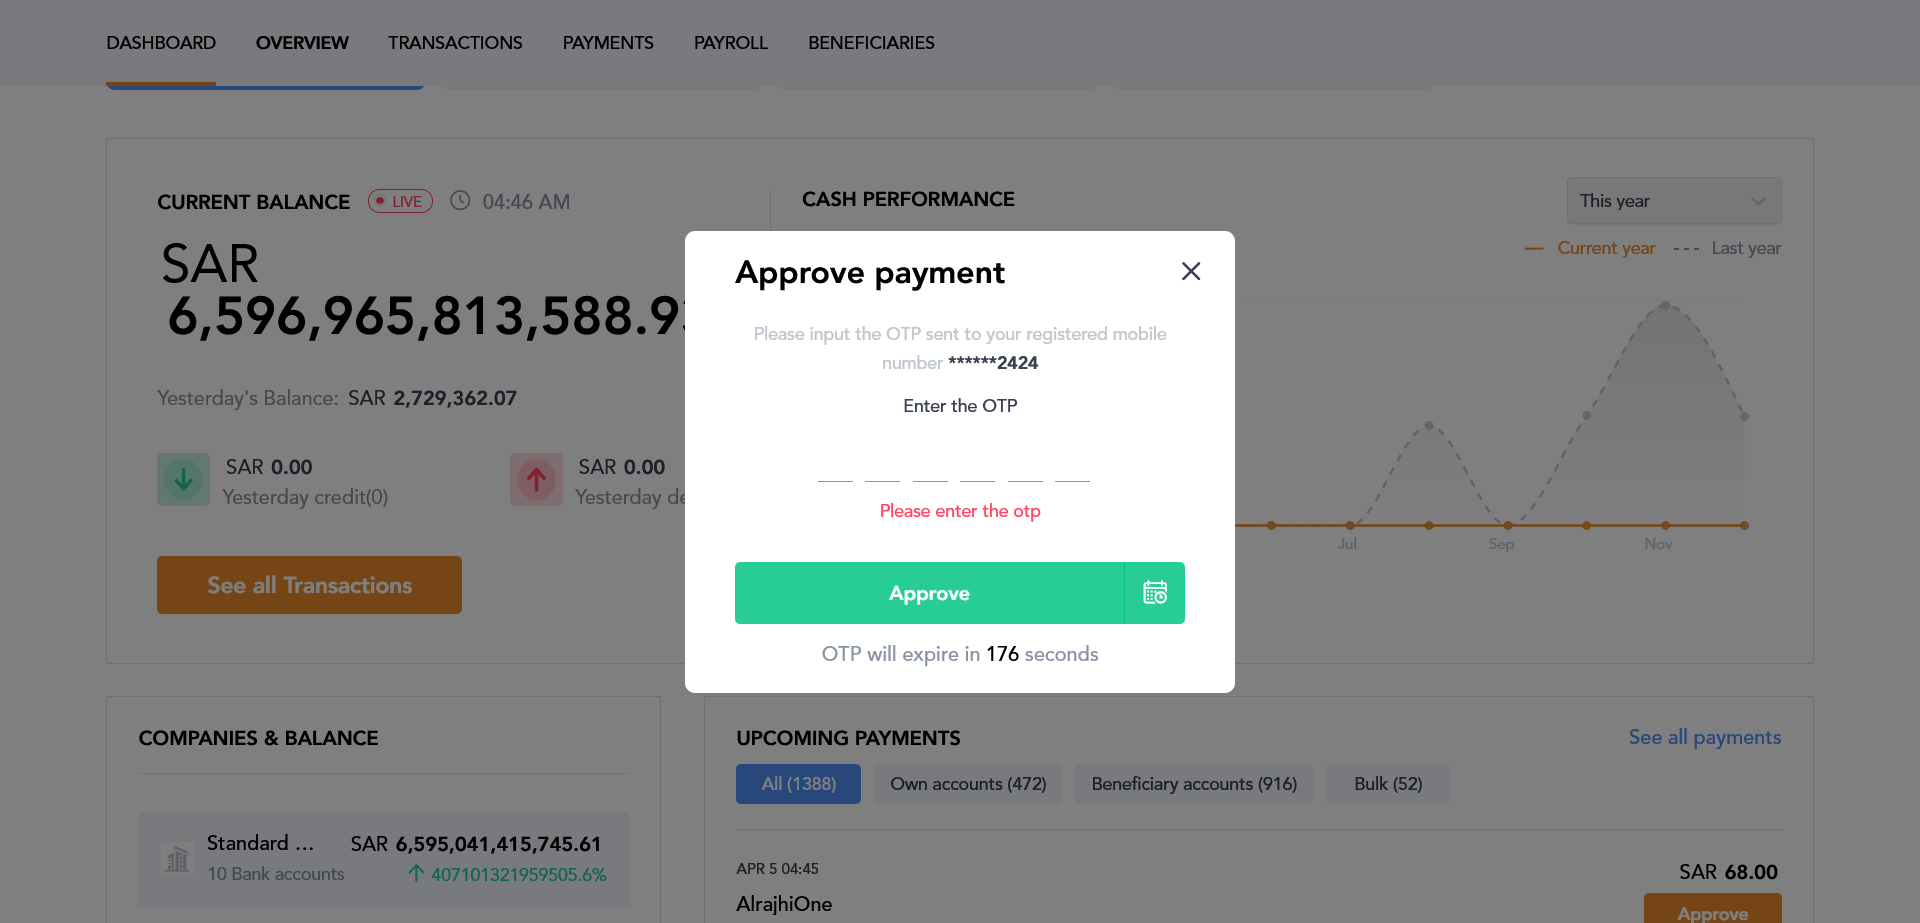 DASHBOARD OVERVIEW TRANSACTIONS PAYMENTS PAYROLL BENEFICIARIES
CURRENT BALANCE LIVE 04:46 AM
SAR
6,596,965,813,588.93
Yesterday's Balance: SAR 2,729,362.07
SAR 0.00
Yesterday credit(0)
SAR 0.00
Yesterday
See all Transactions
CASH PERFORMANCE
This year
Current year
Last year
Jul Sep Nov
Approve payment
Please input the OTP sent to your registered mobile
number ******2424
Enter the OTP
Please enter the otp
Approve
OTP will expire in 176 seconds
COMPANIES & BALANCE
Standard ... SAR 6,595,041,415,745.61
10 Bank accounts 407101321959505.6%
UPCOMING PAYMENTS See all payments
All (1388) Own accounts (472) Beneficiary accounts (916) Bulk (52)
APR 5 04:45
AlrajhiOne
SAR 68.00
Approve